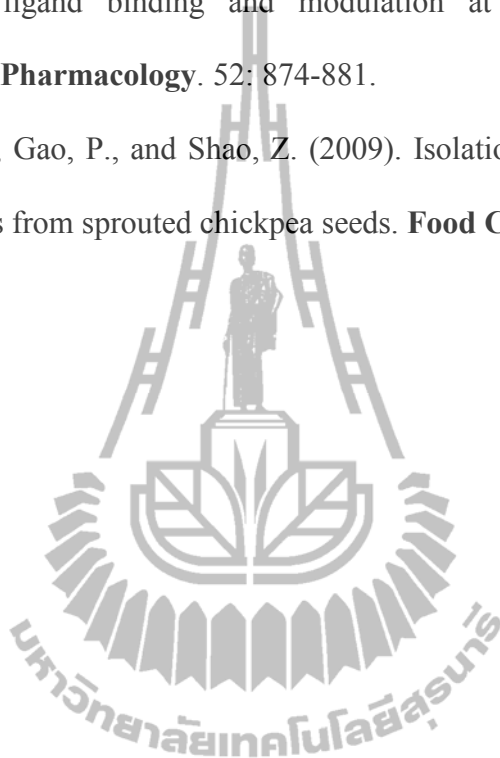 ligand binding and modulation at
Pharmacology. 52: 874-881.
Gao, P., and Shao, Z. (2009). Isolatio
s from sprouted chickpea seeds. Food C
มหาวิทยาลัยเทคโนโลยีสุรนารี